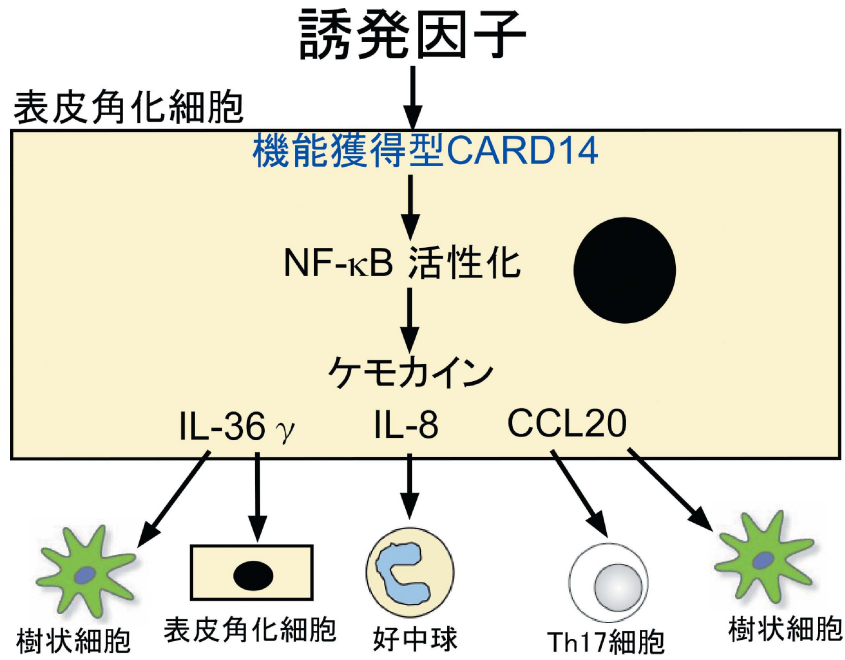 誘発因子
表皮角化細胞
機能獲得型CARD14
NF-κB 活性化
ケモカイン
IL-36γ IL-8 CCL20
樹状細胞 表皮角化細胞 好中球 Th17細胞 樹状細胞